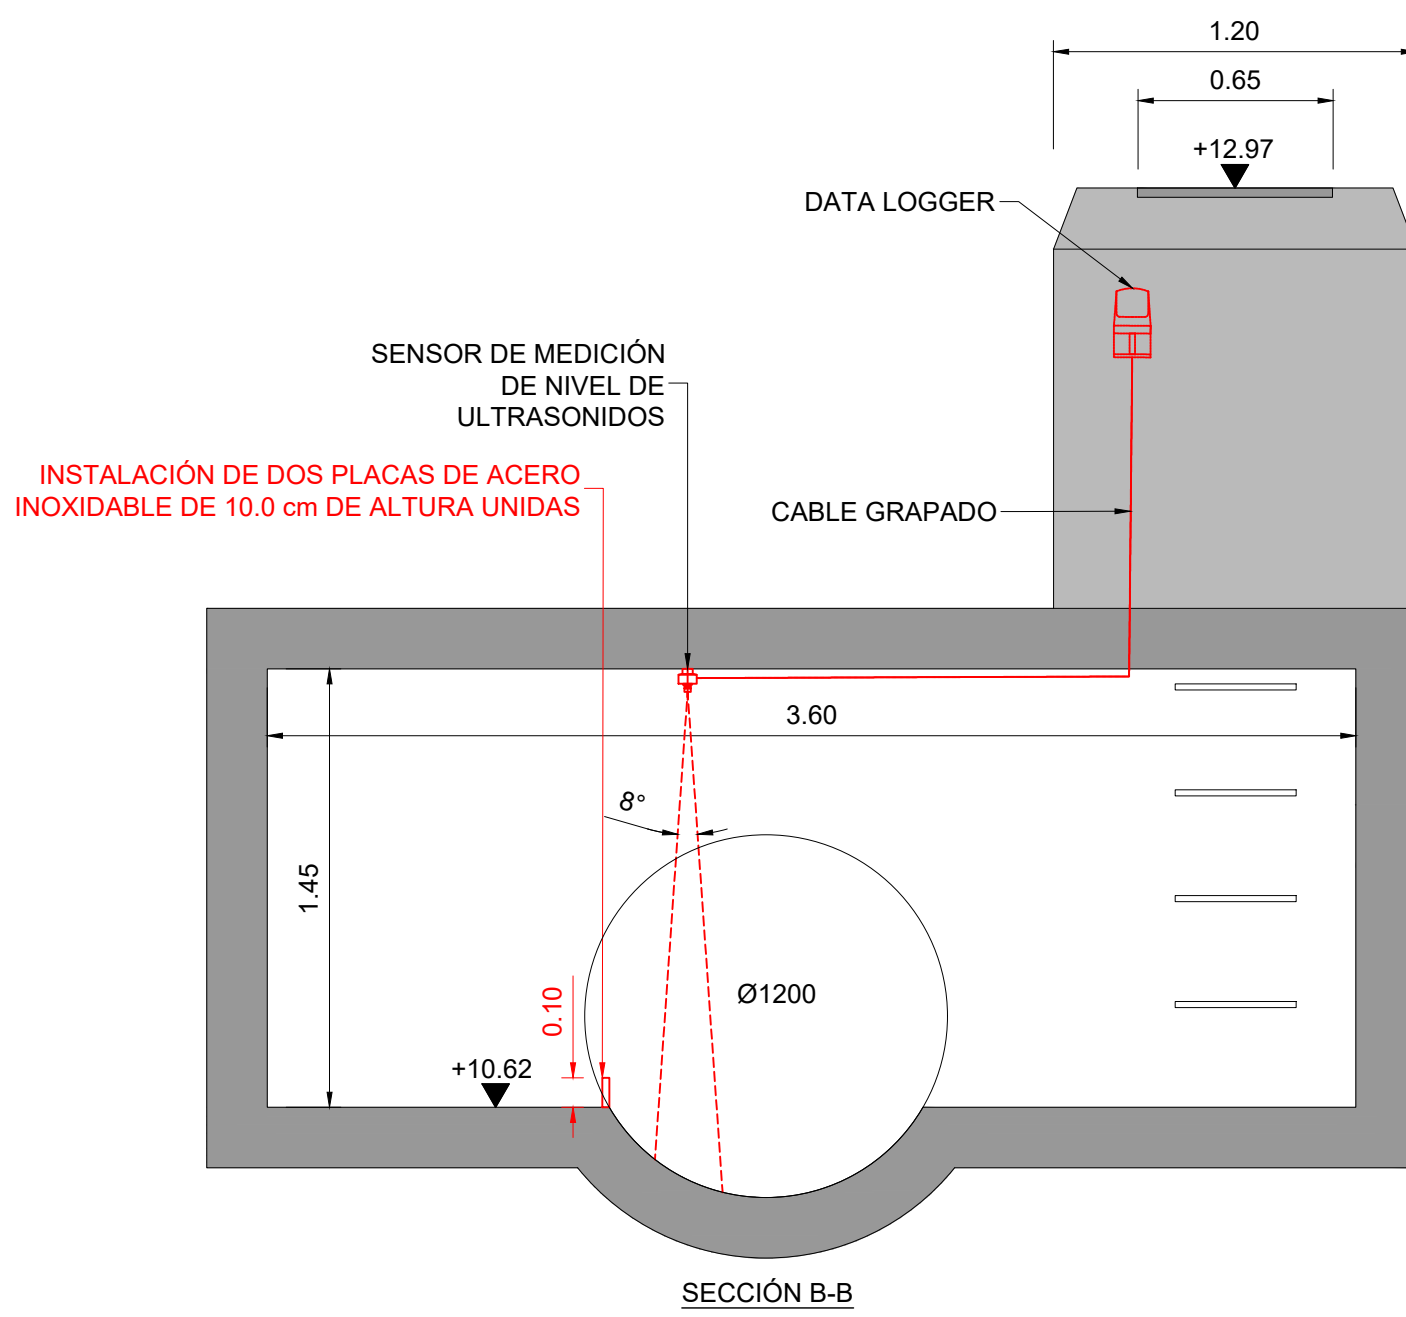 1.20
0.65
+12.97
DATA LOGGER
SENSOR DE MEDICIÓN
DE NIVEL DE
ULTRASONIDOS
INSTALACIÓN DE DOS PLACAS DE ACERO
INOXIDABLE DE 10.0 cm DE ALTURA UNIDAS
CABLE GRAPADO
3.60
8°
1.45
Ø1200
0.10
+10.62
SECCIÓN B-B